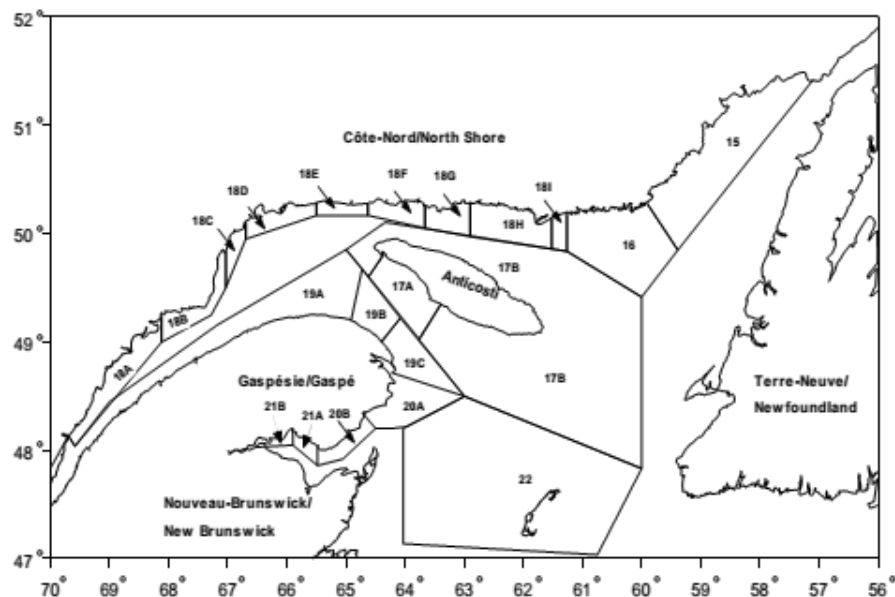 52°
51°
50°
49°
48°
47°
70° 69° 68° 67° 66° 65° 64° 63° 62° 61° 60° 59° 58° 57° 56°
Côte-Nord/North Shore
15
18E
18F
18G
18D
18I
18C
18H
16
17B
Anticosti
17A
19A
19B
18B
19C
18A
17B
Gaspésie/Gaspé
Terre-Neuve/
Newfoundland
20A
21B
21A
20B
22
Nouveau-Brunswick/
New Brunswick